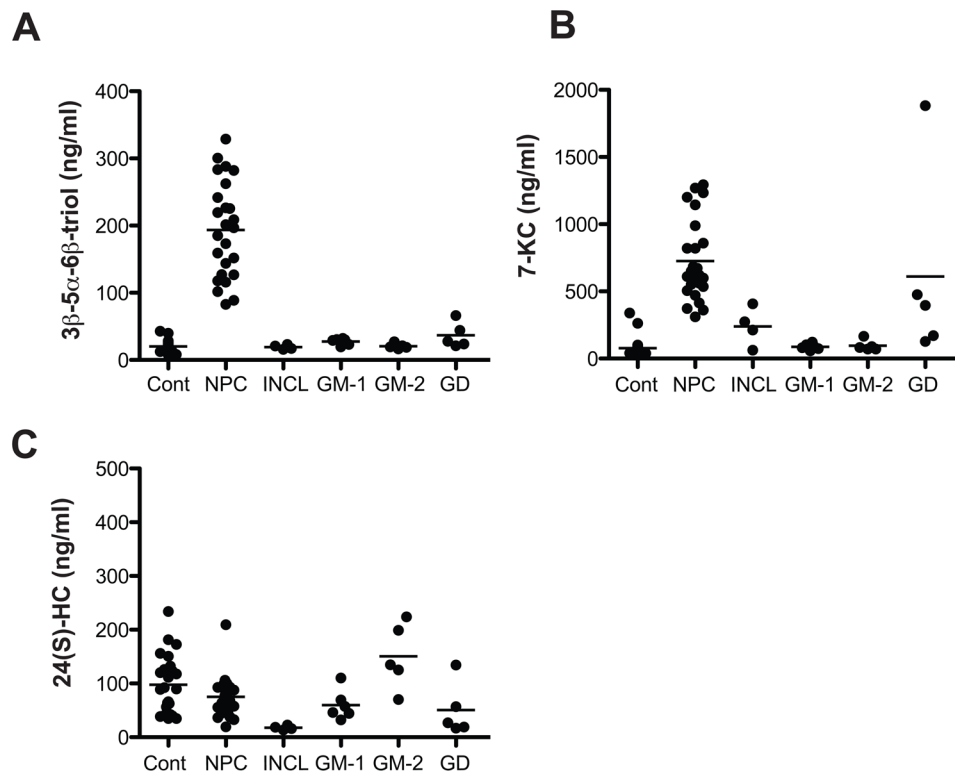 A
3β-5α-6β-triol (ng/ml)
400
300
200
100
0
Cont NPC INCL GM-1 GM-2 GD
B
7-KC (ng/ml)
2000
1500
1000
500
0
Cont NPC INCL GM-1 GM-2 GD
C
24(S)-HC (ng/ml)
500
400
300
200
100
0
Cont NPC INCL GM-1 GM-2 GD